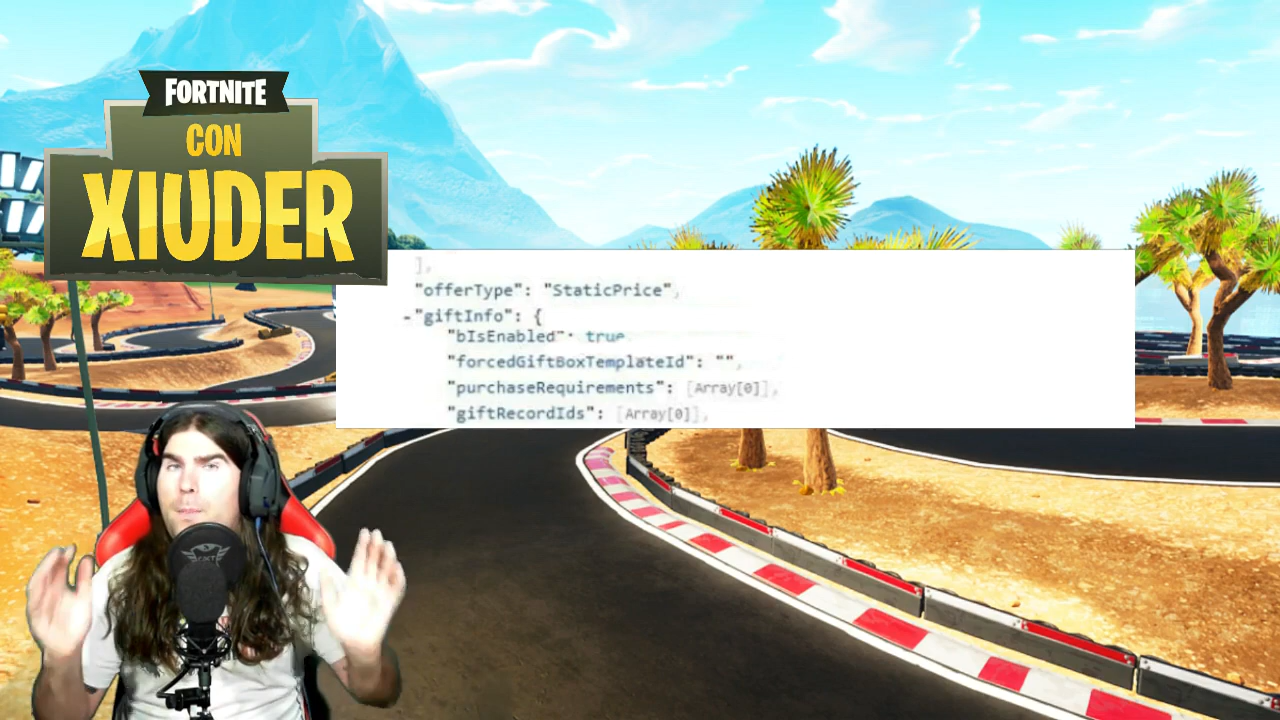 FORTNITE
CON
XIUDER
],
"offerType": "StaticPrice",
-"giftInfo": {
"bIsEnabled": true,
"forcedGiftBoxTemplateId": "",
"purchaseRequirements": [Array[0]],
"giftRecordIds": [Array[0]],